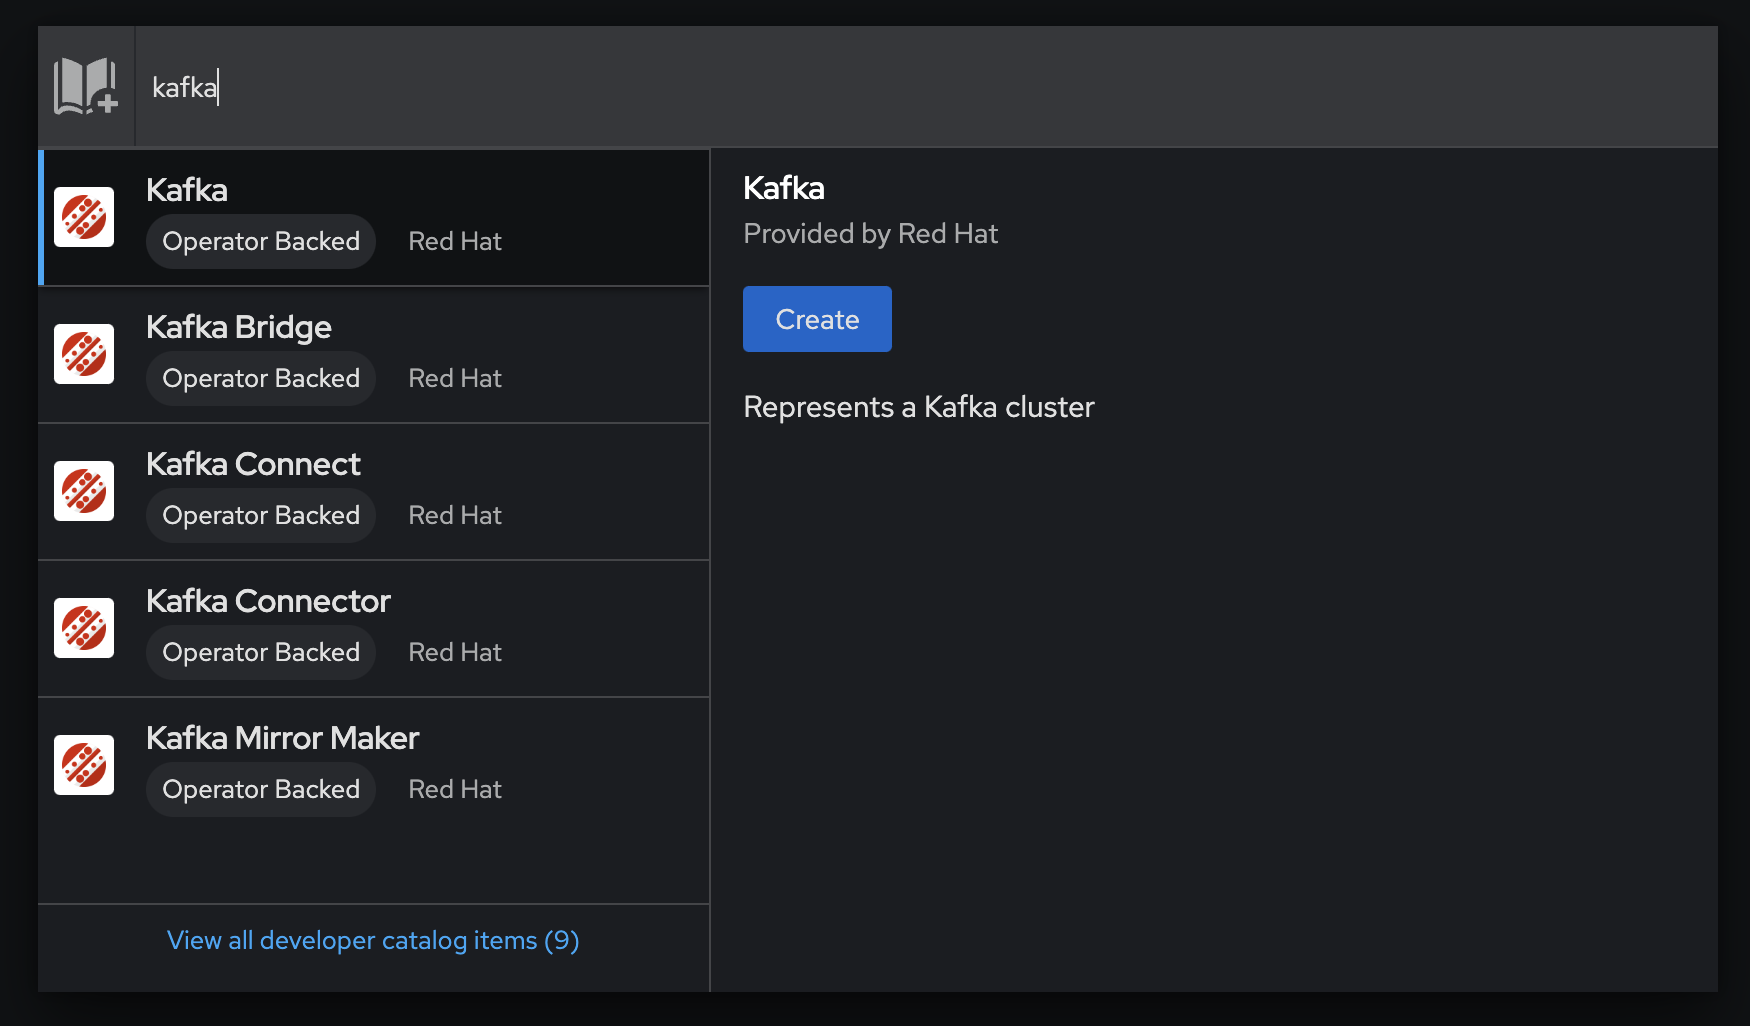 kafka
Kafka
Operator Backed Red Hat
Kafka Bridge
Operator Backed Red Hat
Kafka Connect
Operator Backed Red Hat
Kafka Connector
Operator Backed Red Hat
Kafka Mirror Maker
Operator Backed Red Hat
View all developer catalog items (9)
Kafka
Provided by Red Hat
Create
Represents a Kafka cluster